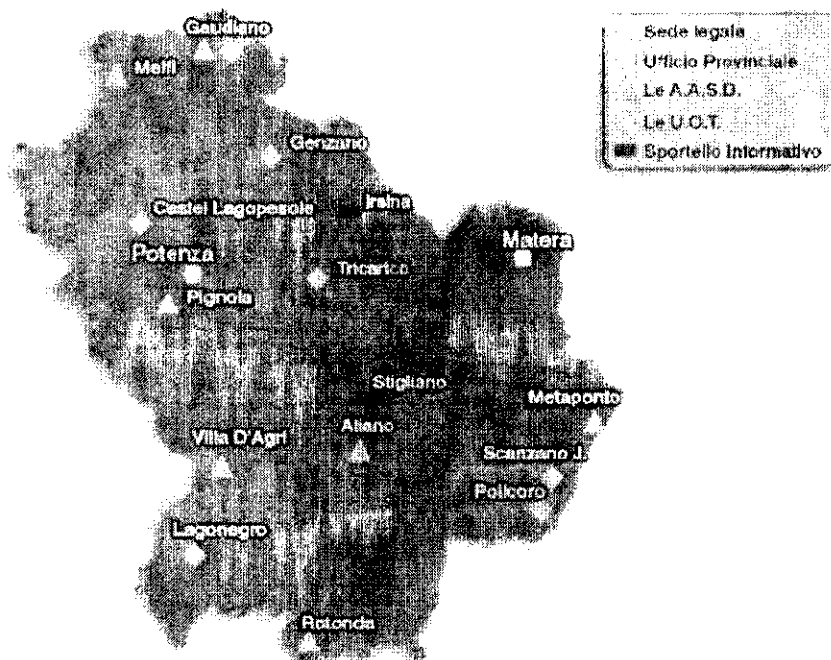 Sede legale
Ufficio Provinciale
Le A.A.S.D.
Le U.O.T.
Sportello Informativo
Gaudiano
Melfi
Genzano
Irsina
Castel Lagopesole
Matera
Potenza
Tricarico
Pignola
Stigliano
Metaponto
Aliano
Villa D'Agri
Scanzano J.
Policoro
Lagonegro
Rotonda